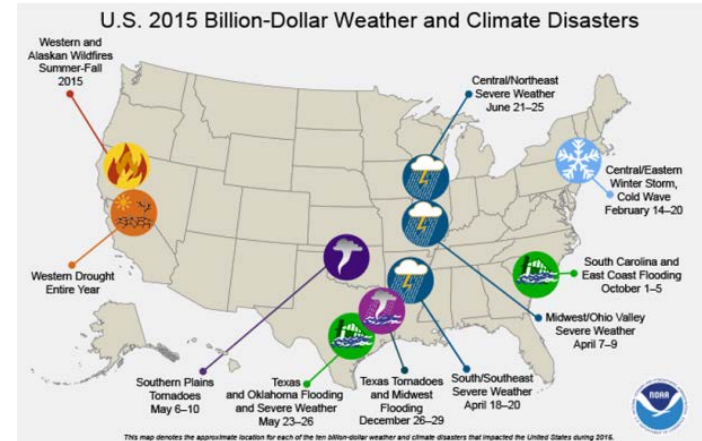 U.S. 2015 Billion-Dollar Weather and Climate Disasters
Western and
Alaskan Wildfires
Summer-Fall
2015
Central/Northeast
Severe Weather
June 21–25
Central/Eastern
Winter Storm,
Cold Wave
February 14–20
Western Drought
Entire Year
South Carolina and
East Coast Flooding
October 1–5
Midwest/Ohio Valley
Severe Weather
April 7–9
Southern Plains
Tornadoes
May 6–10
Texas
and Oklahoma Flooding
and Severe Weather
May 23–26
Texas Tornadoes
and Midwest
Flooding
December 26–29
South/Southeast
Severe Weather
April 18–20
NOAA
This map denotes the approximate location for each of the ten billion-dollar weather and climate disasters that impacted the United States during 2015.